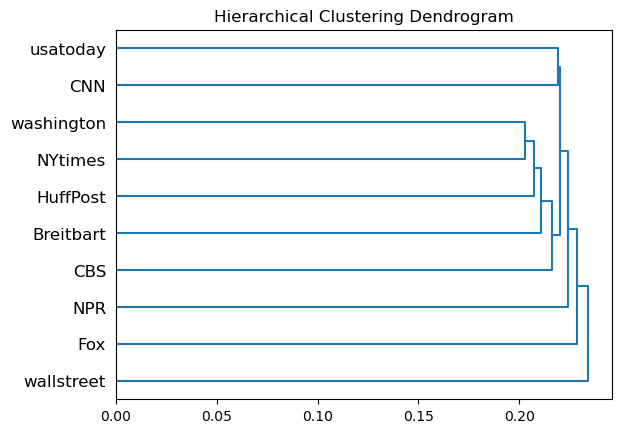 Hierarchical Clustering Dendrogram
usatoday
CNN
washington
NYtimes
HuffPost
Breitbart
CBS
NPR
Fox
wallstreet
0.00 0.05 0.10 0.15 0.20